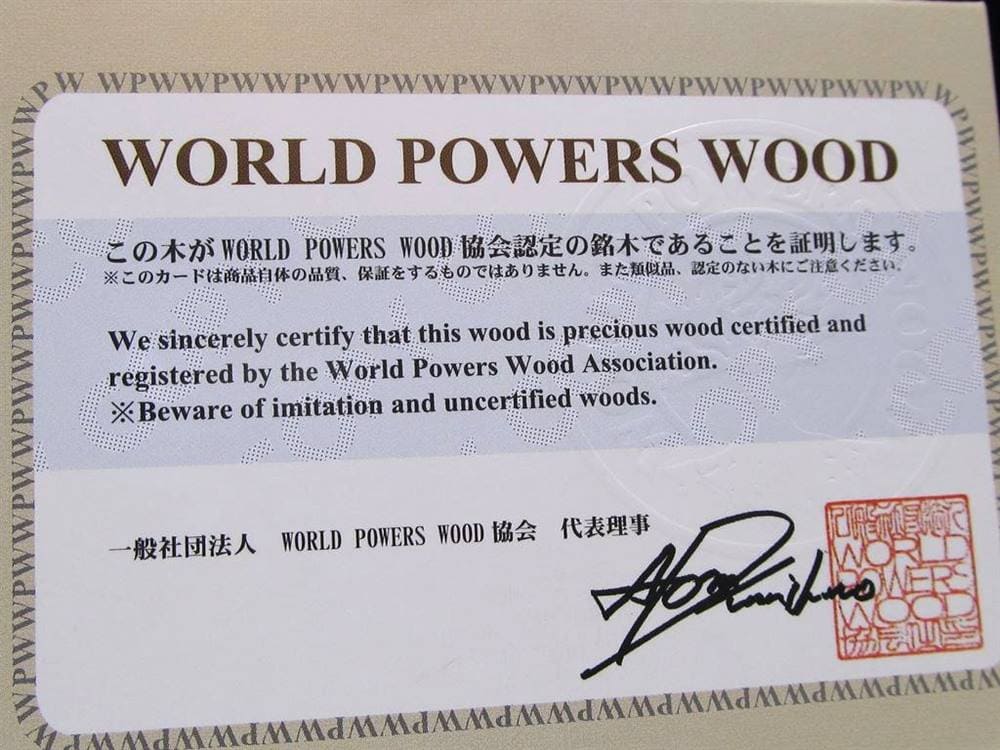 WORLD POWERS WOOD
この木がWORLD POWERS WOOD協会認定の銘木であることを証明します。
※このカードは商品自体の品質、保証をするものではありません。また類似品、認定のない木にご注意ください。
We sincerely certify that this wood is precious wood certified and
registered by the World Powers Wood Association.
※Beware of imitation and uncertified woods.
一般社団法人 WORLD POWERS WOOD協会 代表理事
WORLD
POWERS
WOOD